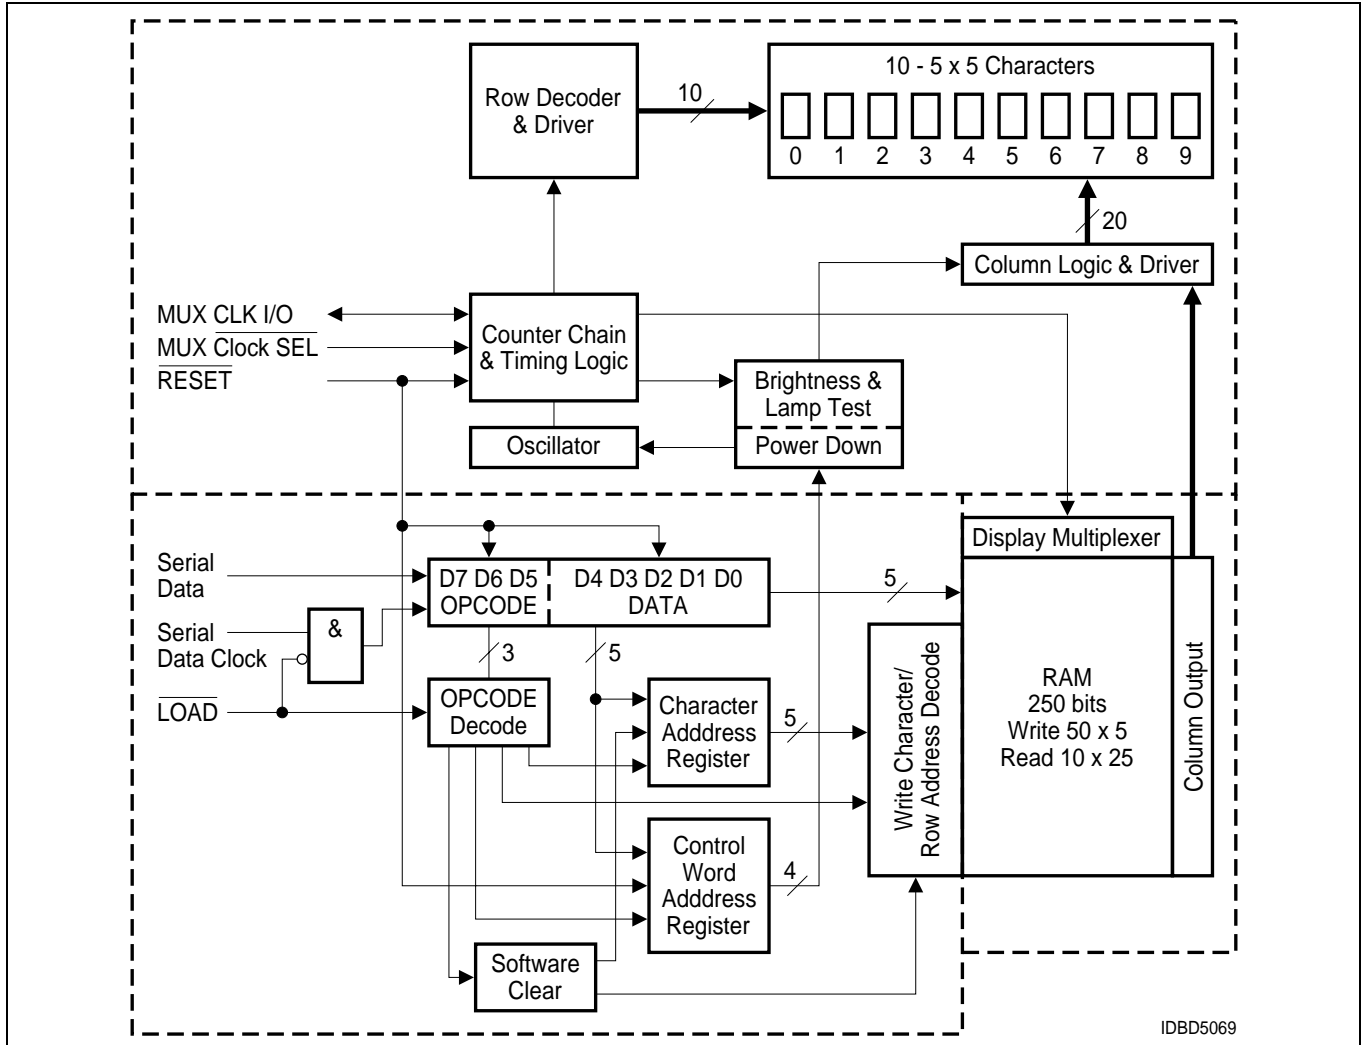 10 - 5 x 5 Characters
Row Decoder
& Driver
10
0 1 2 3 4 5 6 7 8 9
20
Column Logic & Driver
MUX CLK I/O
MUX Clock SEL
RESET
Counter Chain
& Timing Logic
Brightness &
Lamp Test
Power Down
Oscillator
Display Multiplexer
Serial
Data
D7 D6 D5
OPCODE
D4 D3 D2 D1 D0
DATA
5
Serial
Data Clock
&
3
5
LOAD
OPCODE
Decode
Character
Adddress
Register
5
Write Character/
Row Address Decode
RAM
250 bits
Write 50 x 5
Read 10 x 25
Column Output
Control
Word
Adddress
Register
4
Software
Clear
IDBD5069